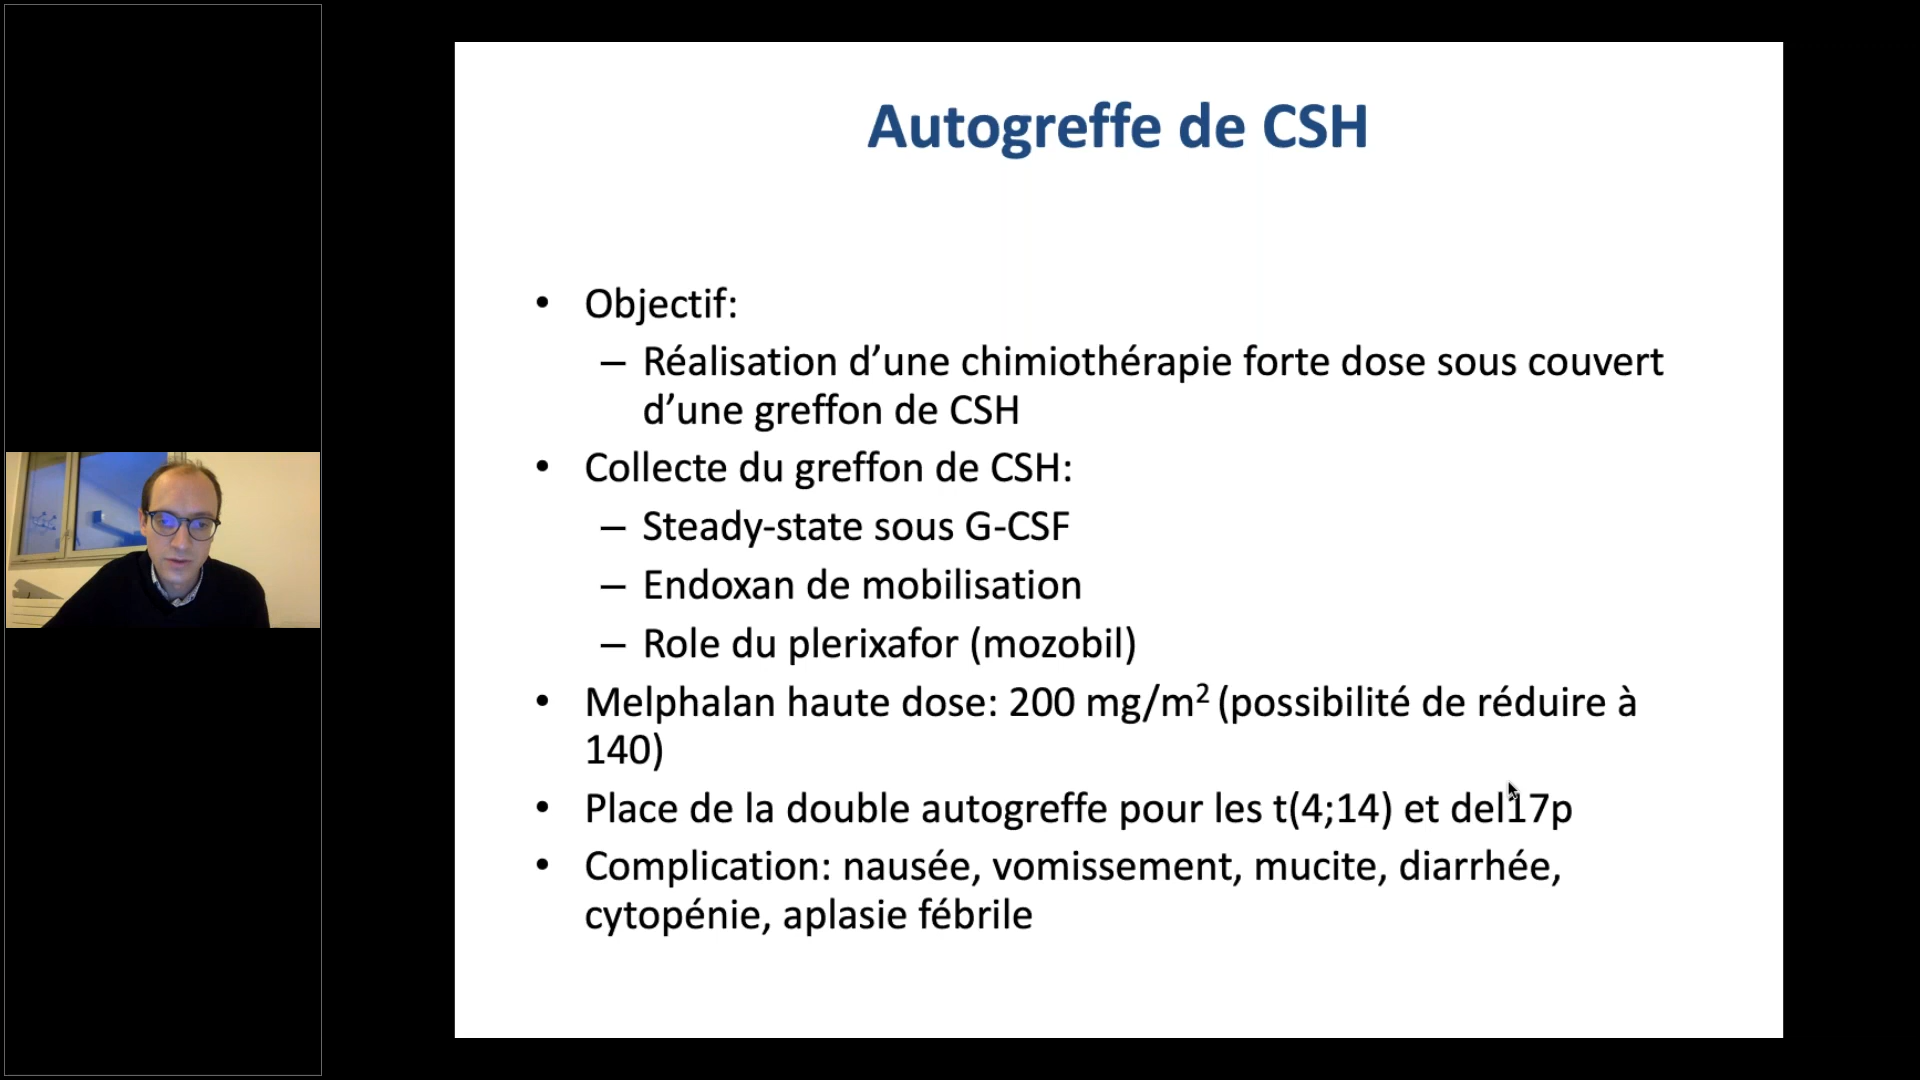 Autogreffe de CSH
• Objectif:
– Réalisation d’une chimiothérapie forte dose sous couvert
d’une greffon de CSH
• Collecte du greffon de CSH:
– Steady-state sous G-CSF
– Endoxan de mobilisation
– Role du plerixafor (mozobil)
• Melphalan haute dose: 200 mg/m² (possibilité de réduire à
140)
• Place de la double autogreffe pour les t(4;14) et del17p
• Complication: nausée, vomissement, mucite, diarrhée,
cytopénie, aplasie fébrile